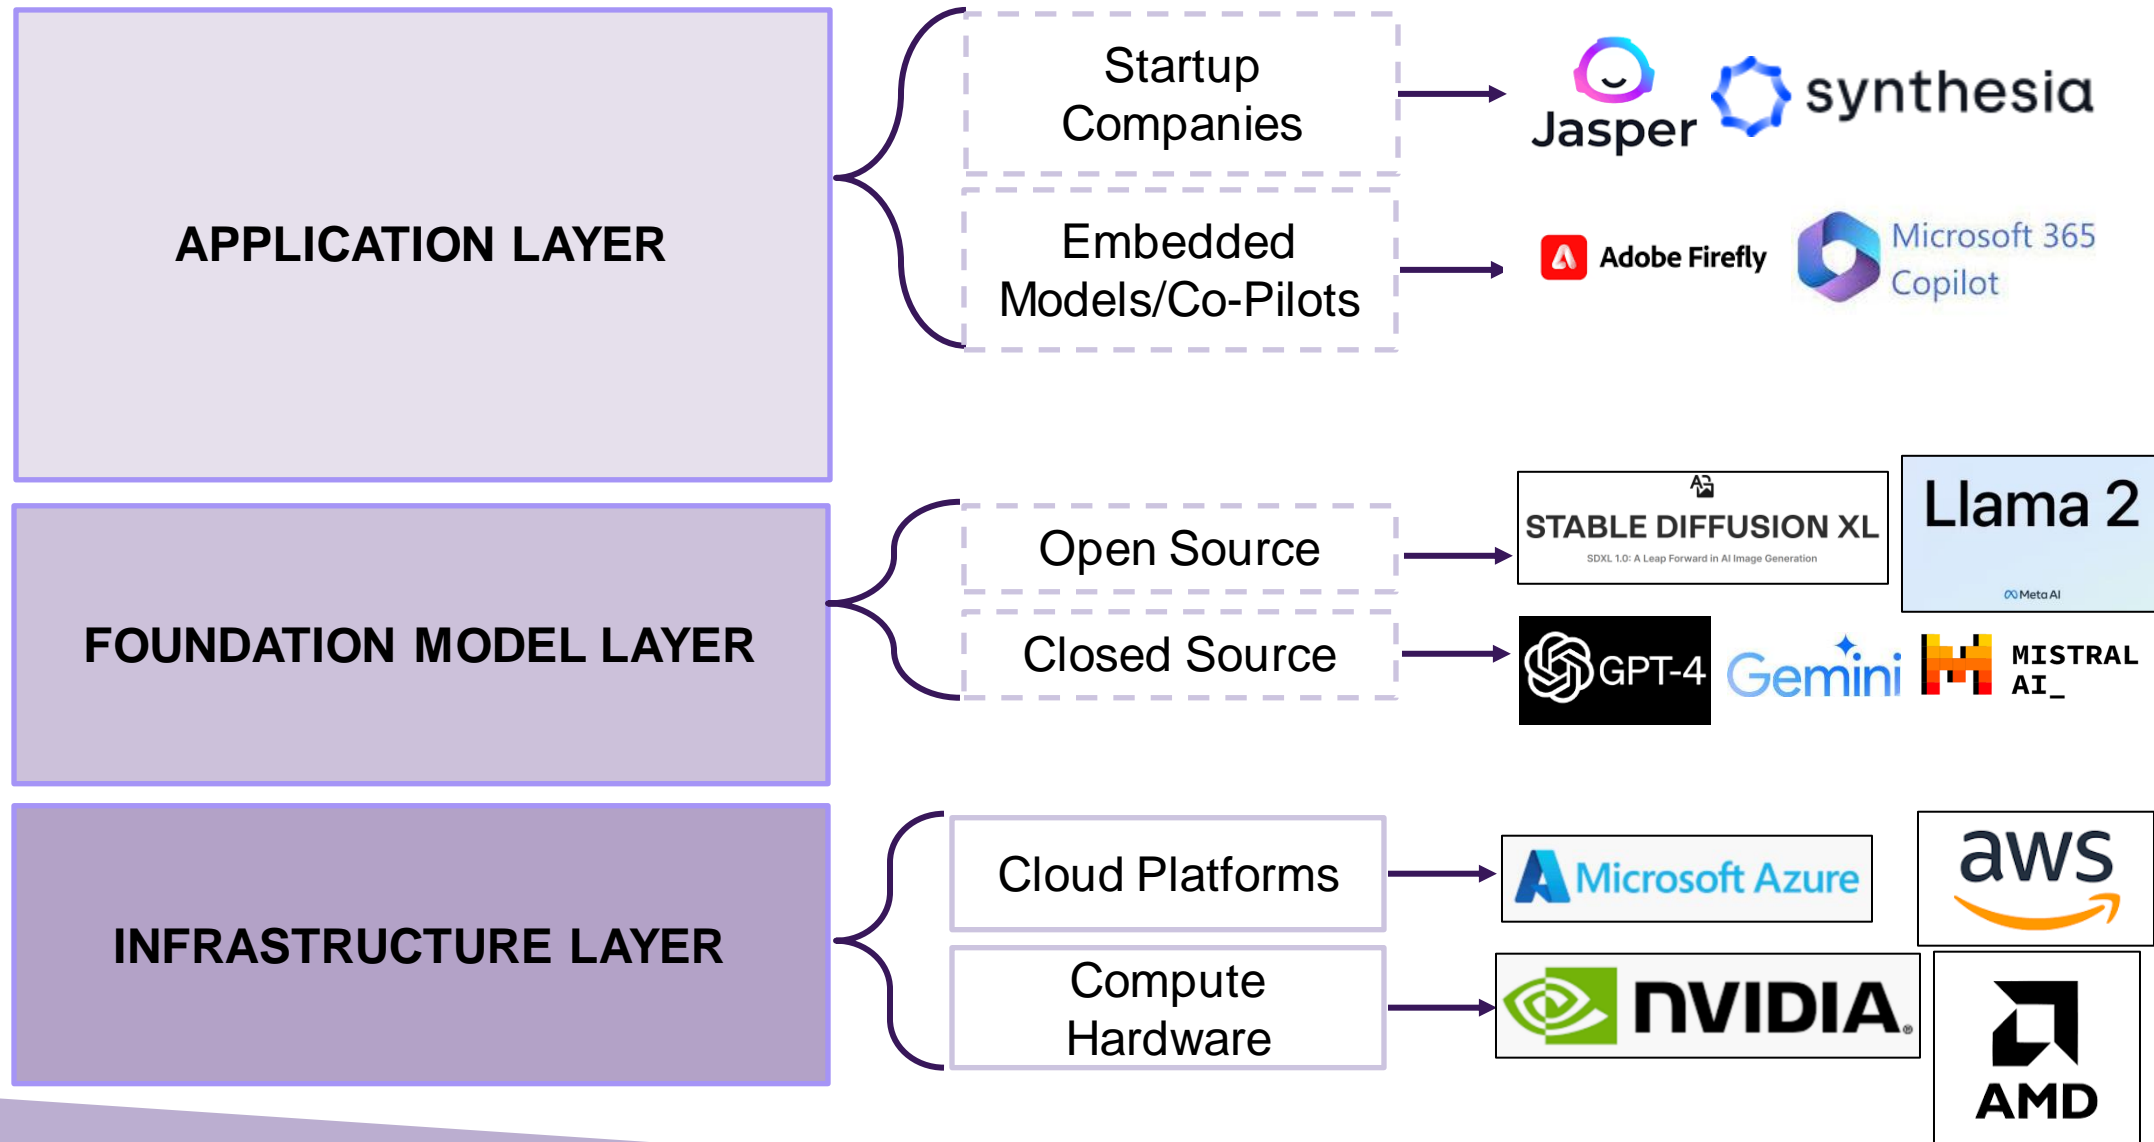 APPLICATION LAYER
Startup
Companies
Jasper
synthesia
Embedded
Models/Co-Pilots
Adobe Firefly
Microsoft 365
Copilot
FOUNDATION MODEL LAYER
Open Source
STABLE DIFFUSION XL
SDXL 1.0: A Leap Forward in AI Image Generation
Llama 2
Meta AI
Closed Source
GPT-4
Gemini
MISTRAL
AI_
INFRASTRUCTURE LAYER
Cloud Platforms
Microsoft Azure
aws
Compute
Hardware
NVIDIA®
AMD